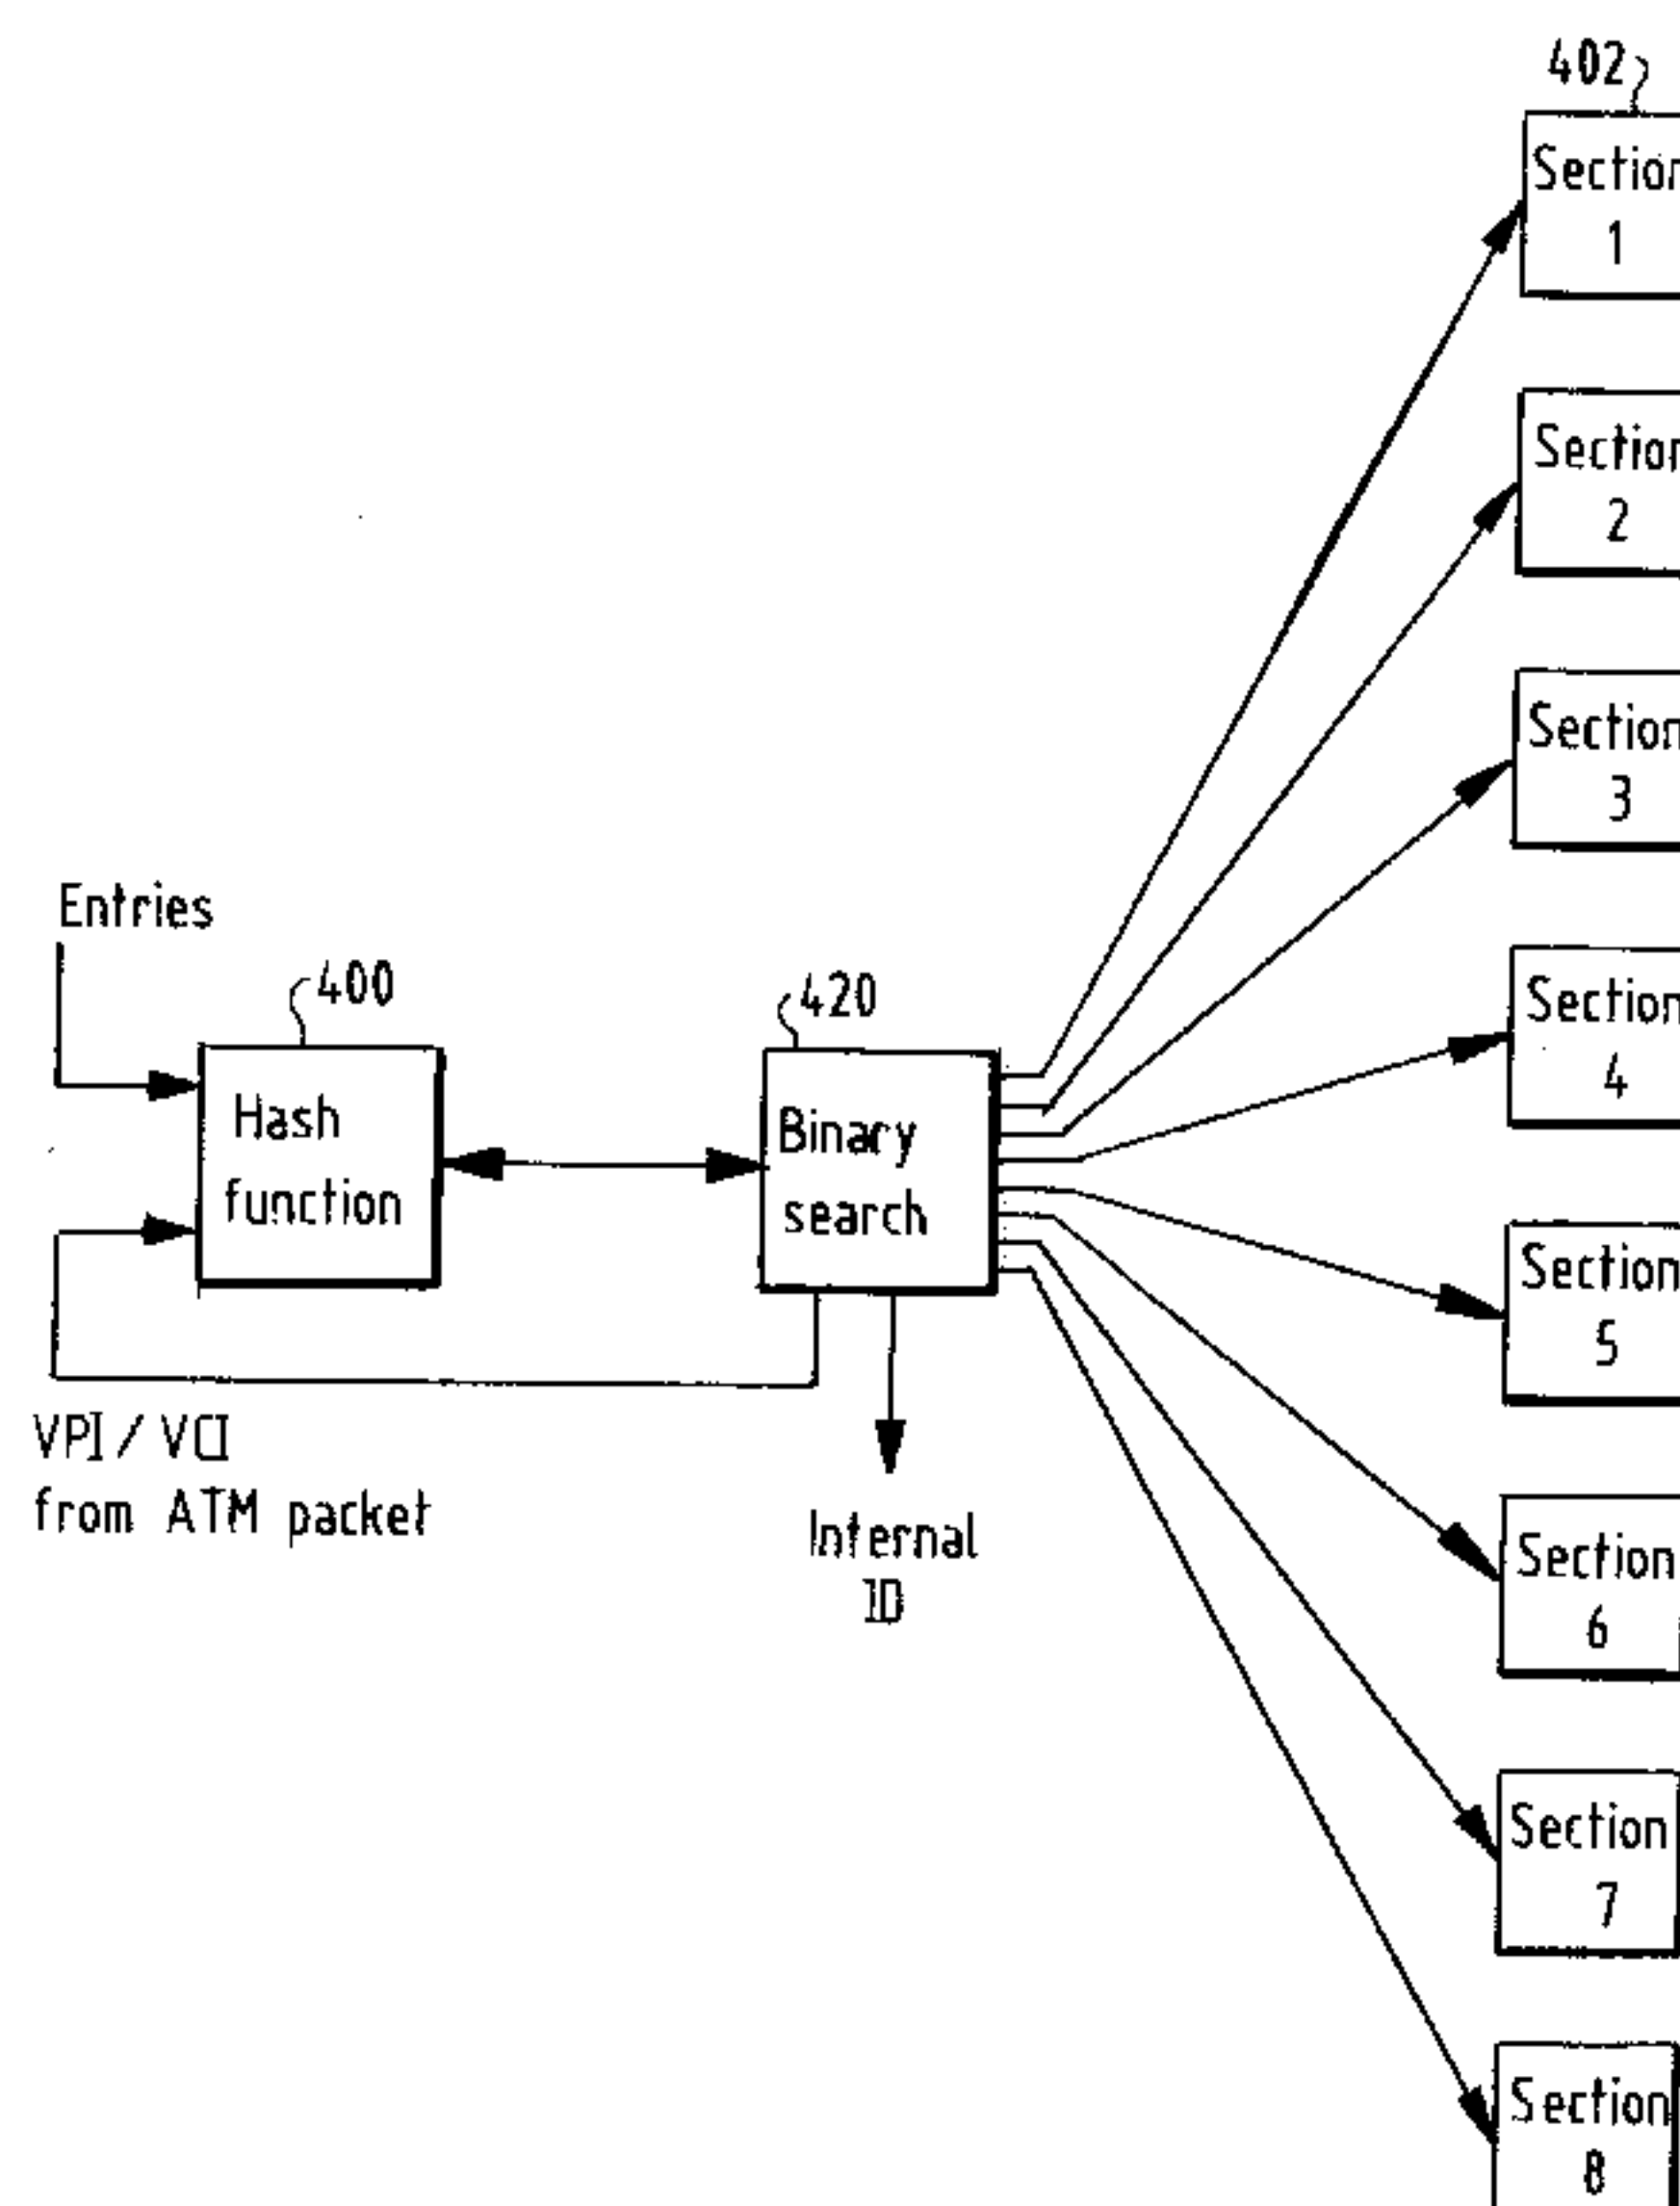 402
Section
1
Section
2
Section
3
Section
4
Section
5
Section
6
Section
7
Section
8
Entries
400
Hash
function
420
Binary
search
VPI / VCI
from ATM packet
Internal
ID